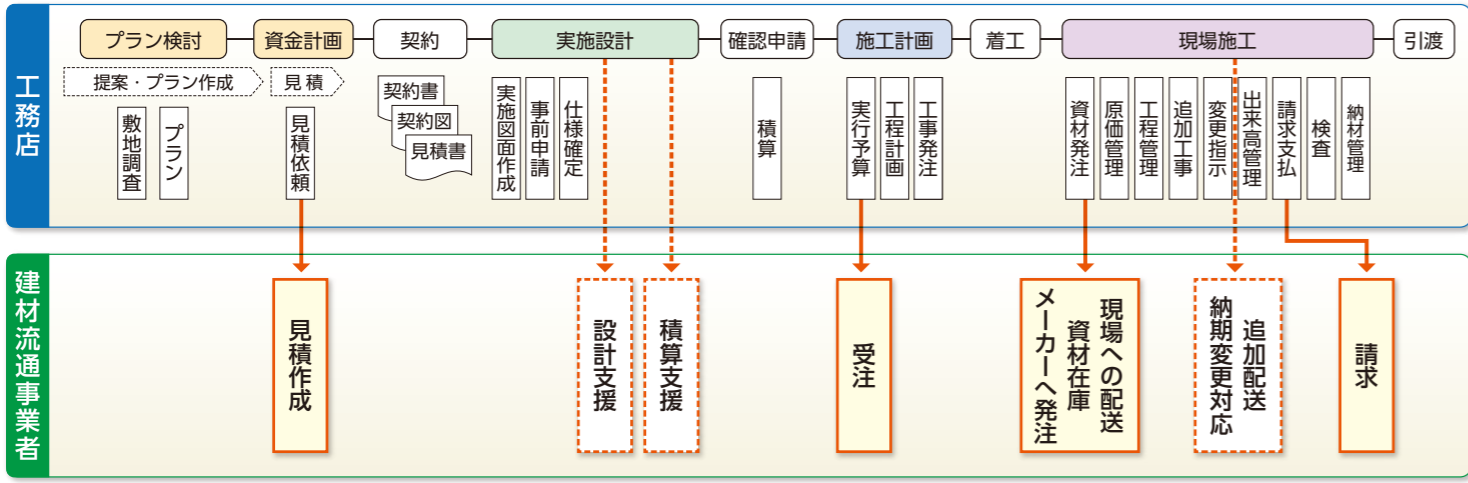 工務店
プラン検討
資金計画
契約
実施設計
確認申請
施工計画
着工
現場施工
引渡
提案・プラン作成
見積
敷地調査
プラン
見積依頼
契約書
契約図
見積書
実施図面作成
事前申請
仕様確定
積算
実行予算
工程計画
工事発注
資材発注
原価管理
工程管理
追加工事
変更指示
出来高管理
請求支払
検査
納材管理
建材流通事業者
見積作成
設計支援
積算支援
受注
現場への配送
資材在庫
メーカーへ発注
追加配送
納期変更対応
請求